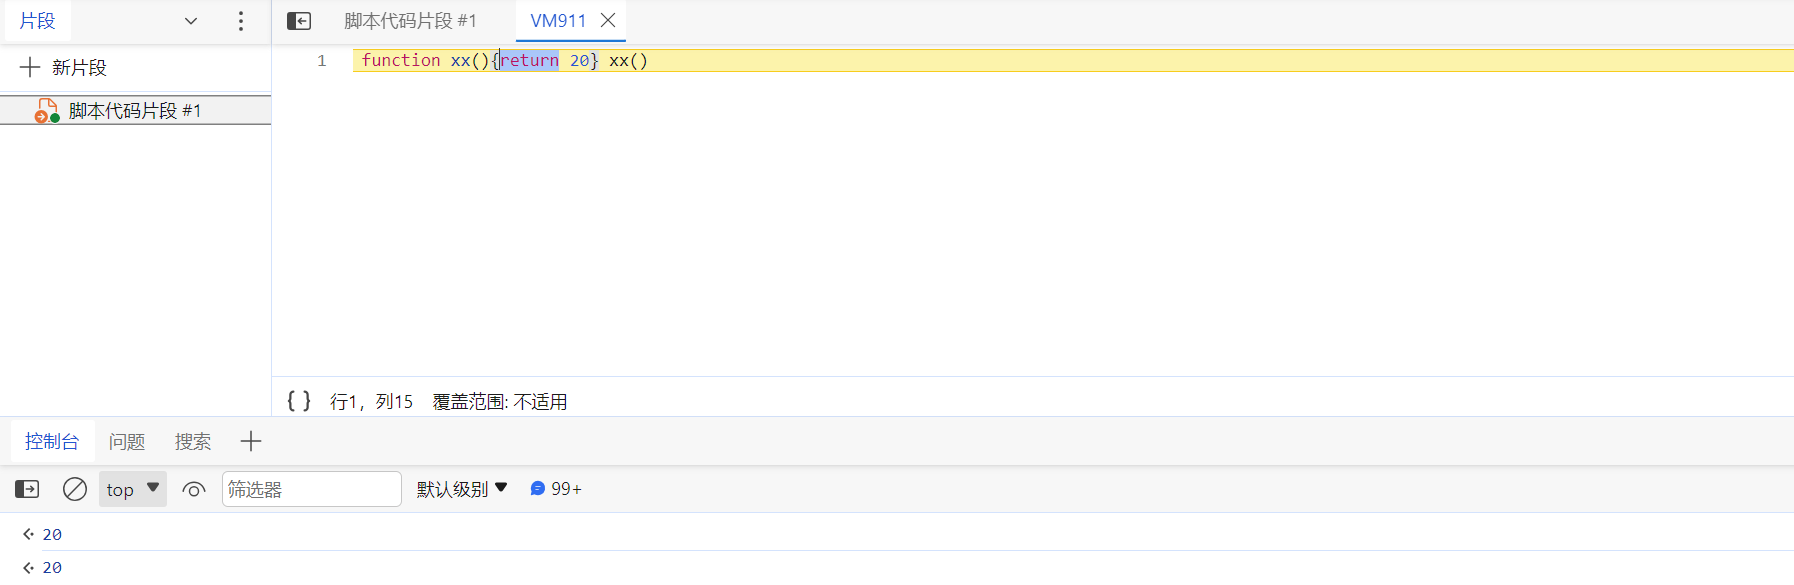 片段
脚本代码片段 #1
VM911
新片段
脚本代码片段 #1
1
function xx(){return 20} xx()
{ } 行1，列15 覆盖范围: 不适用
控制台 问题 搜索
top 筛选器 默认级别 99+
20
20